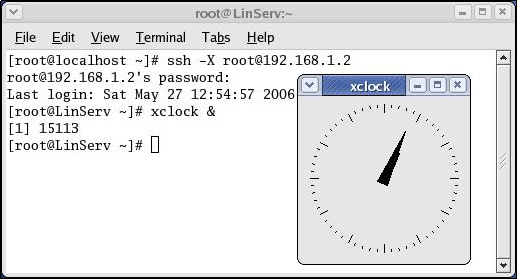 root@LinServ:~
File Edit View Terminal Tabs Help
[root@localhost ~]# ssh -X root@192.168.1.2
root@192.168.1.2's password:
Last login: Sat May 27 12:54:57 2006
[root@LinServ ~]# xclock &
[1] 15113
[root@LinServ ~]#
xclock